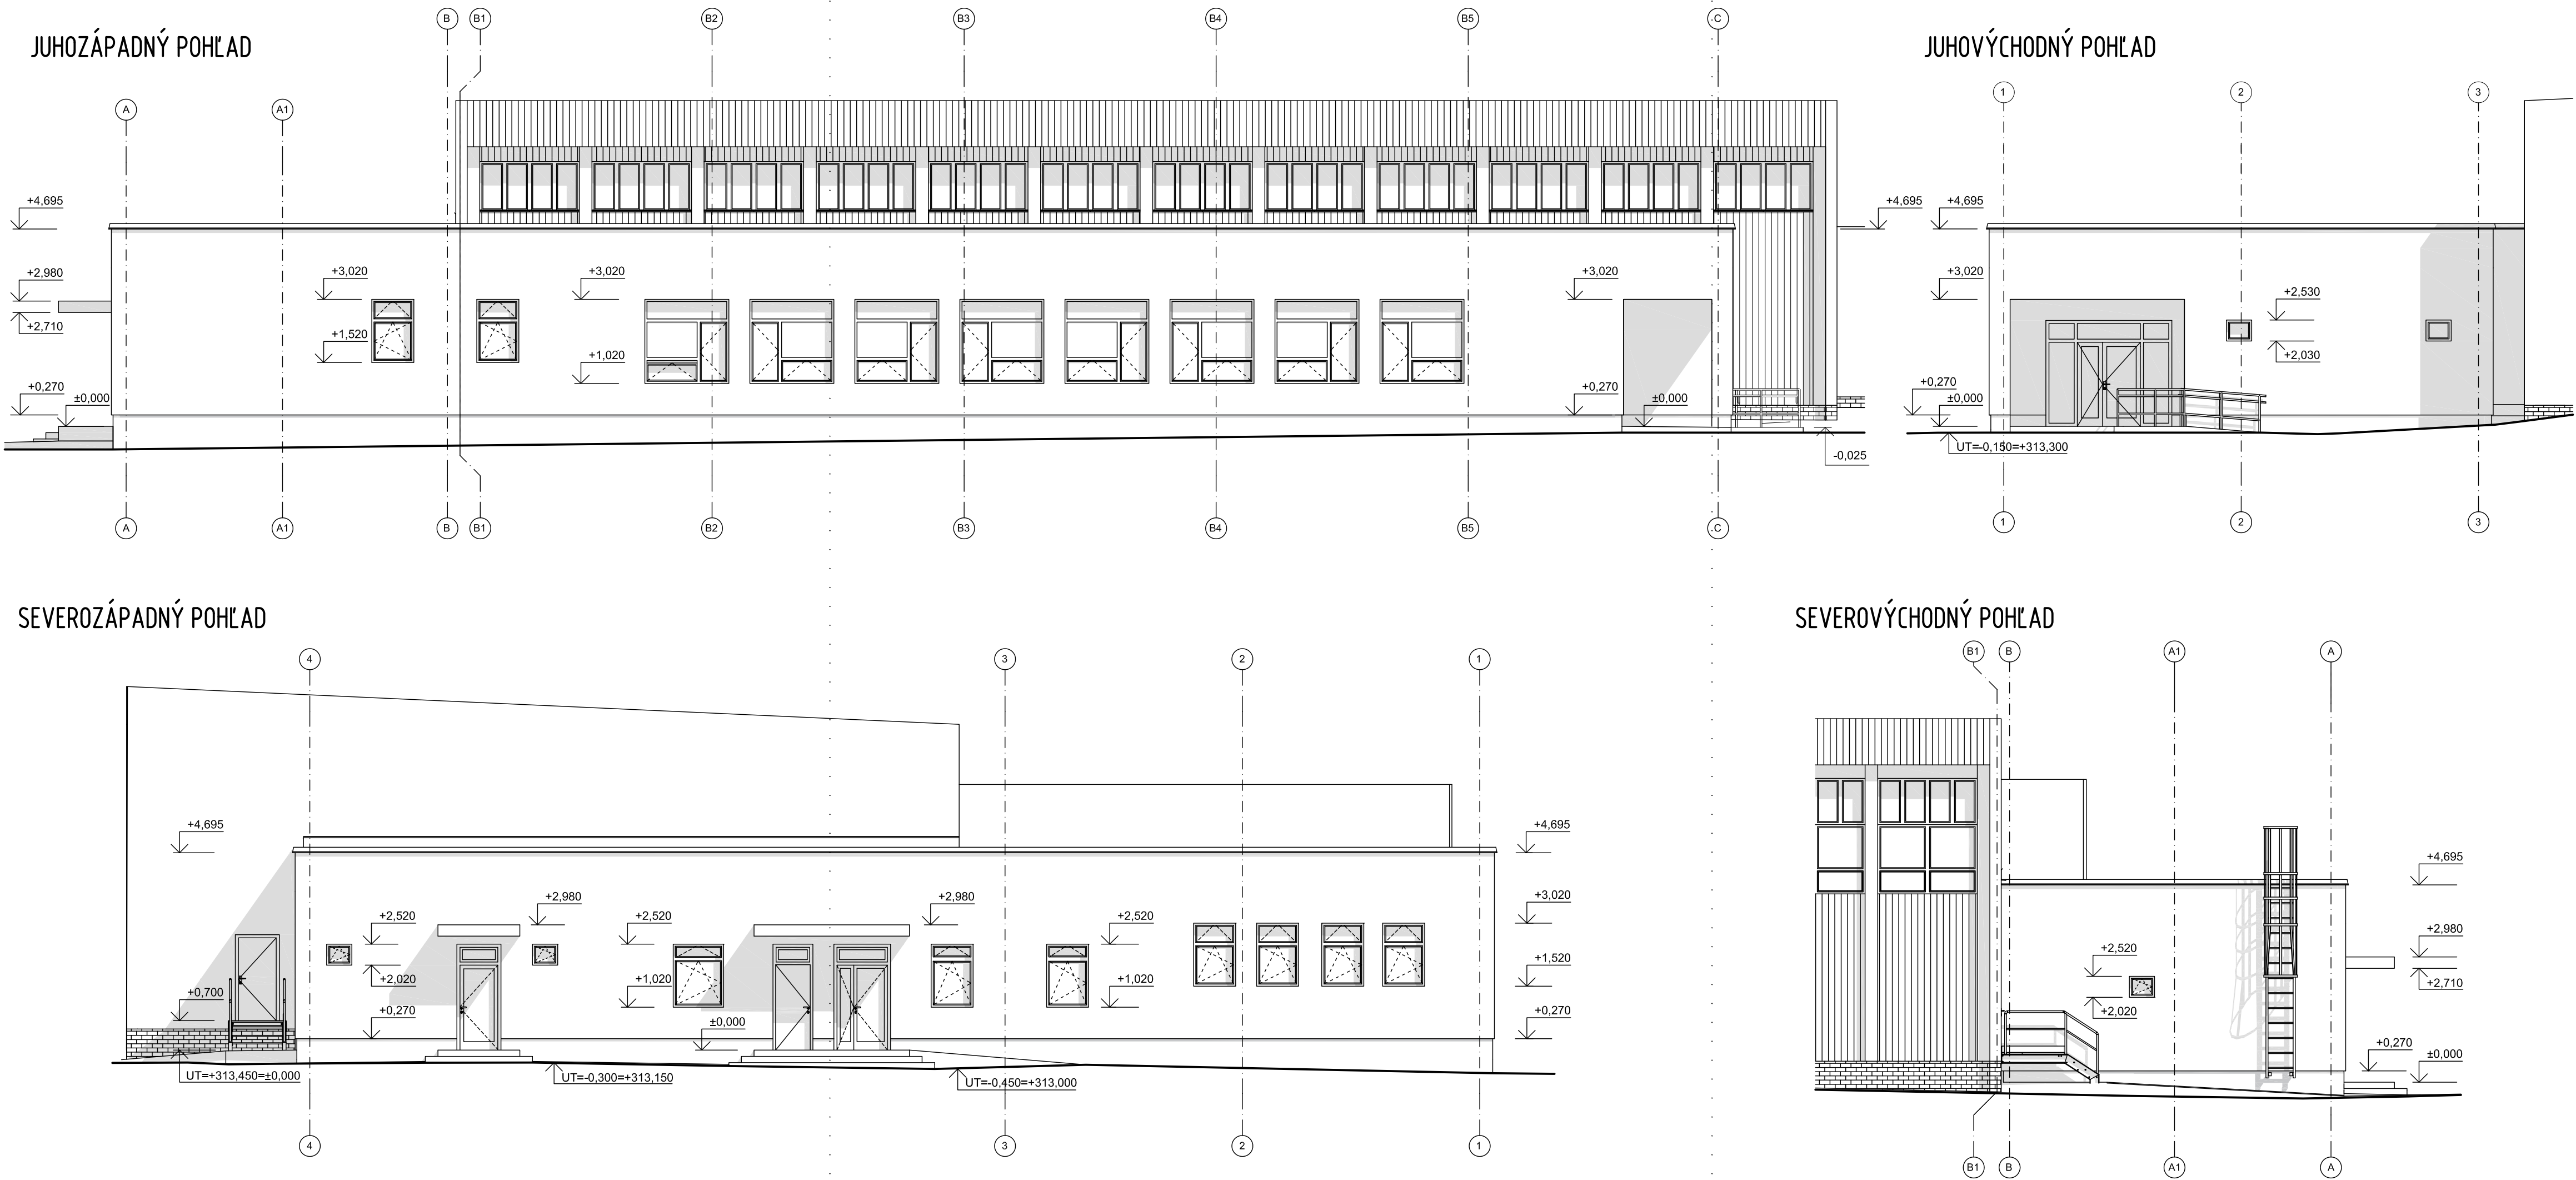 JUHOZÁPADNÝ POHĽAD
B
B1
B2
B3
B4
B5
C
A
A1
+4,695
+2,980
+2,710
+0,270
±0,000
+3,020
+1,520
+3,020
+1,020
+3,020
+0,270
±0,000
+4,695
-0,025
A
A1
B
B1
B2
B3
B4
B5
C
JUHOVÝCHODNÝ POHĽAD
1
2
3
+4,695
+3,020
+0,270
±0,000
+2,530
+2,030
UT=-0,150=+313,300
1
2
3
SEVEROZÁPADNÝ POHĽAD
4
3
2
1
+4,695
+0,700
+2,520
+2,020
+0,270
+2,980
+2,520
+1,020
±0,000
+2,980
+2,520
+1,020
+4,695
+3,020
+1,520
+0,270
UT=+313,450=±0,000
UT=-0,300=+313,150
UT=-0,450=+313,000
4
3
2
1
SEVEROVÝCHODNÝ POHĽAD
B1
B
A1
A
+2,520
+2,020
+4,695
+2,980
+2,710
+0,270
±0,000
B1
B
A1
A